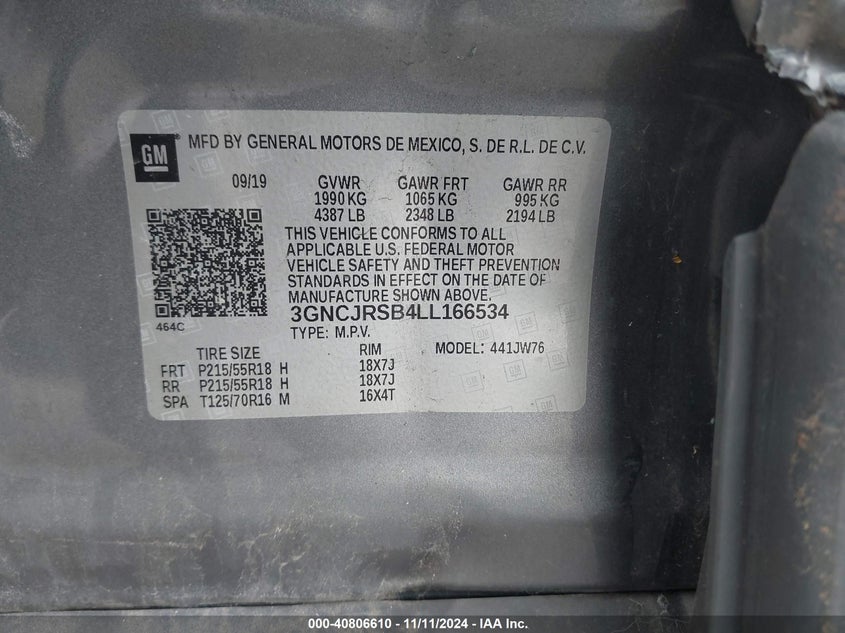 GM® MFD BY GENERAL MOTORS DE MEXICO, S. DE R.L. DE C.V.
09/19 GVWR GAWR FRT GAWR RR
1990 KG 1065 KG 995 KG
4387 LB 2348 LB 2194 LB
THIS VEHICLE CONFORMS TO ALL
APPLICABLE U.S. FEDERAL MOTOR
VEHICLE SAFETY AND THEFT PREVENTION
STANDARDS IN EFFECT ON THE DATE OF
MANUFACTURE SHOWN ABOVE.
3GNCJRSB4LL166534
464C
TYPE: M.P.V.
TIRE SIZE RIM MODEL: 441JW76
FRT P215/55R18 H 18X7J
RR P215/55R18 H 18X7J
SPA T125/70R16 M 16X4T
000-40806610 - 11/11/2024 - IAA Inc.